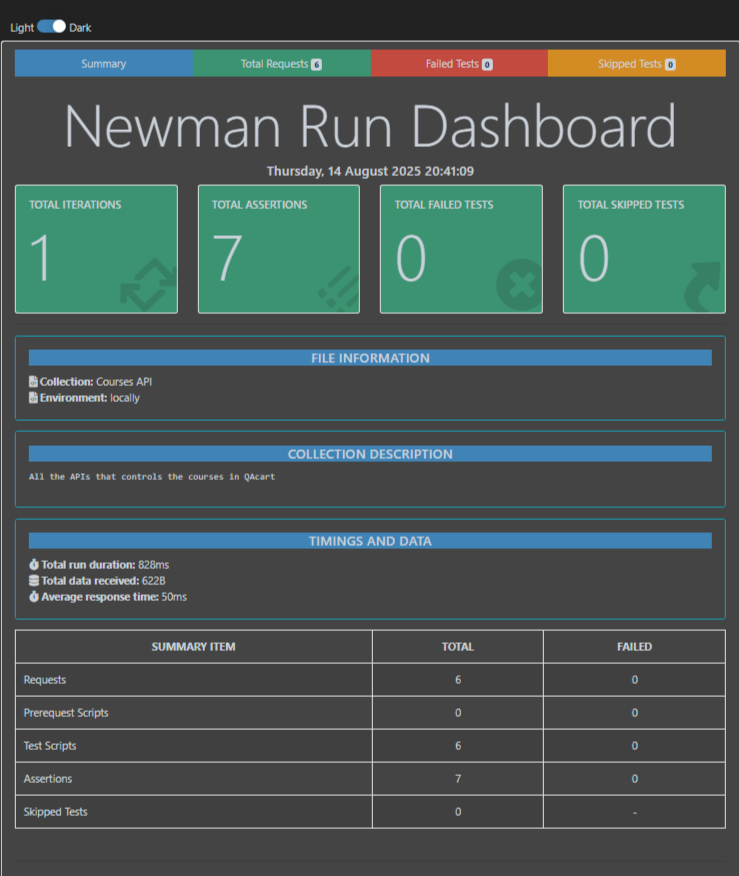 Light Dark
Summary Total Requests 6 Failed Tests 0 Skipped Tests 0
Newman Run Dashboard
Thursday, 14 August 2025 20:41:09
TOTAL ITERATIONS TOTAL ASSERTIONS TOTAL FAILED TESTS TOTAL SKIPPED TESTS
1 7 0 0
FILE INFORMATION
Collection: Courses API
Environment: locally
COLLECTION DESCRIPTION
All the APIs that controls the courses in QAcart
TIMINGS AND DATA
Total run duration: 828ms
Total data received: 622B
Average response time: 50ms
SUMMARY ITEM TOTAL FAILED
Requests 6 0
Prerequest Scripts 0 0
Test Scripts 6 0
Assertions 7 0
Skipped Tests 0 -